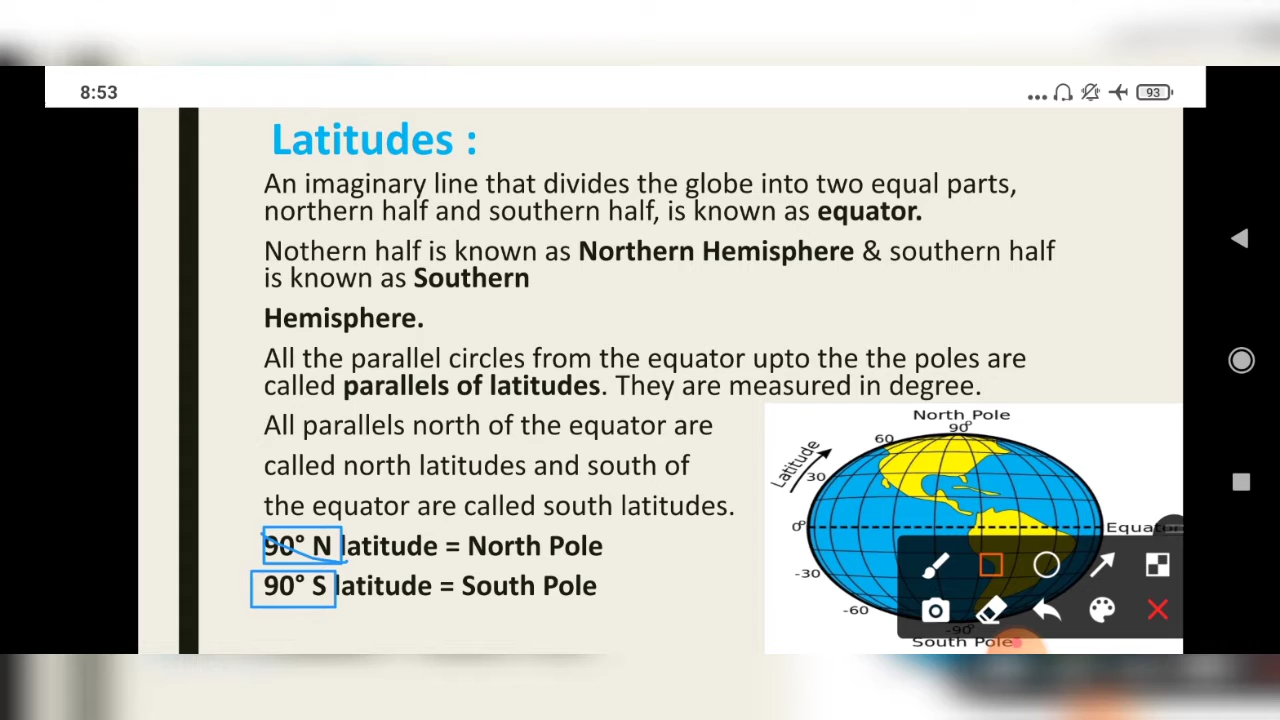 8:53
93
Latitudes :
An imaginary line that divides the globe into two equal parts,
northern half and southern half, is known as equator.
Nothern half is known as Northern Hemisphere & southern half
is known as Southern
Hemisphere.
All the parallel circles from the equator upto the the poles are
called parallels of latitudes. They are measured in degree.
All parallels north of the equator are
called north latitudes and south of
the equator are called south latitudes.
90° N latitude = North Pole
90° S latitude = South Pole
North Pole
90°
60
Latitude
30
0°
Equator
-30
-60
-90
South Pole